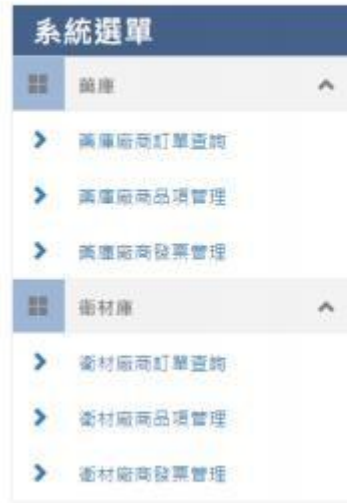 系統選單
藥庫
藥庫廠商訂單查詢
藥庫廠商品項管理
藥庫廠商發票管理
衛材庫
衛材廠商訂單查詢
衛材廠商品項管理
衛材廠商發票管理